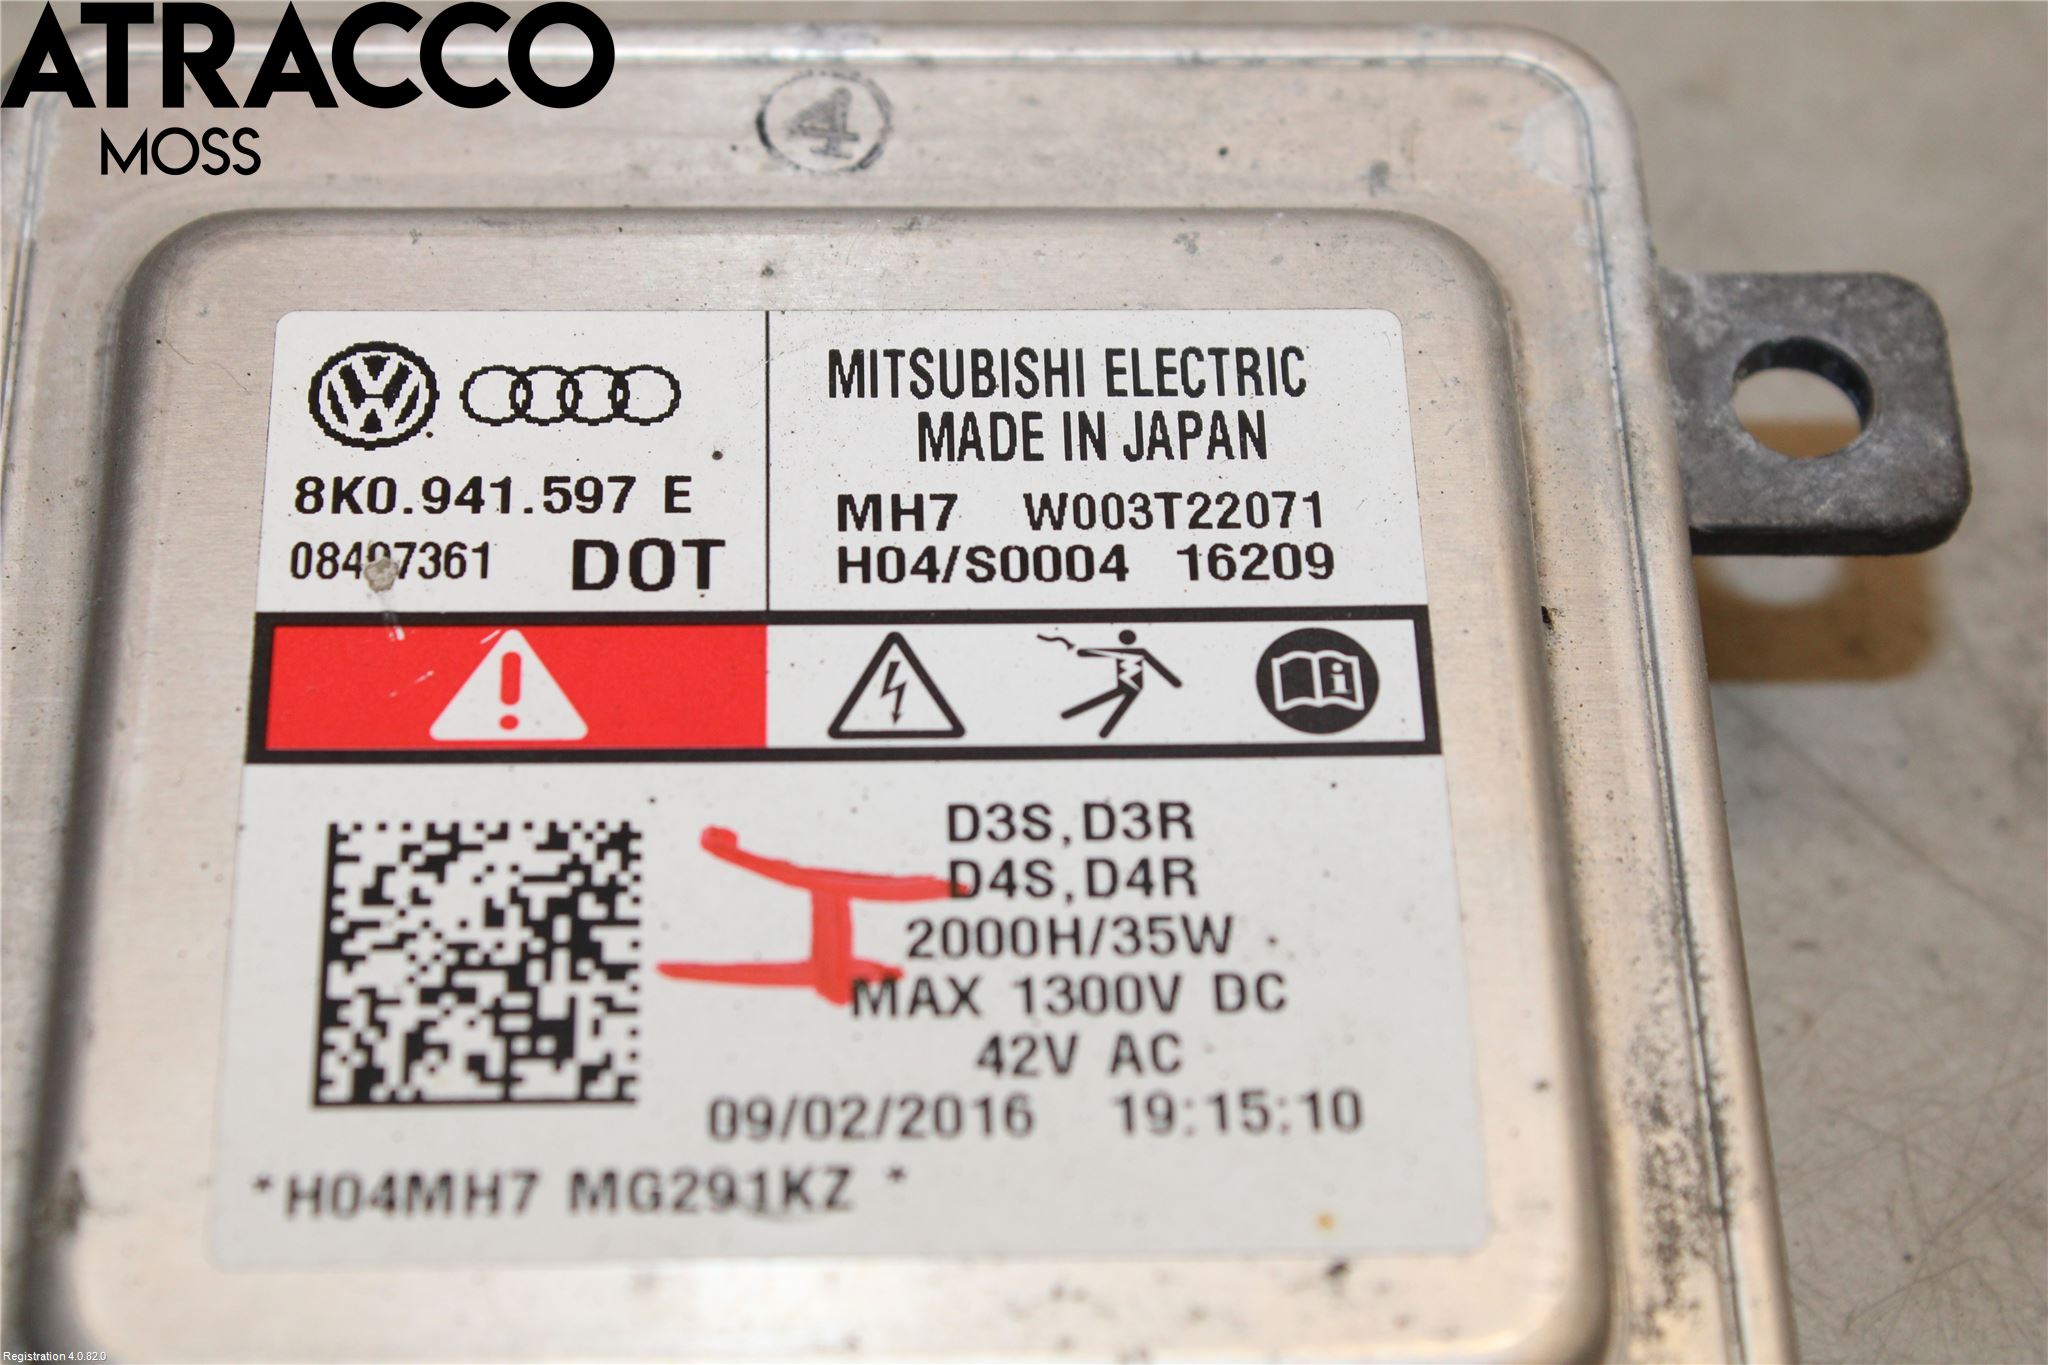 ATRACCO
MOSS
4
8K0.941.597 E
DOT
MITSUBISHI ELECTRIC
MADE IN JAPAN
MH7 W003T22071
H04/S0004 16209
D3S,D3R
D4S,D4R
2000H/35W
MAX 1300V DC
42V AC
09/02/2016 19:15:10
*H04MH7 MG291KZ *
Registration 4.0.82.0